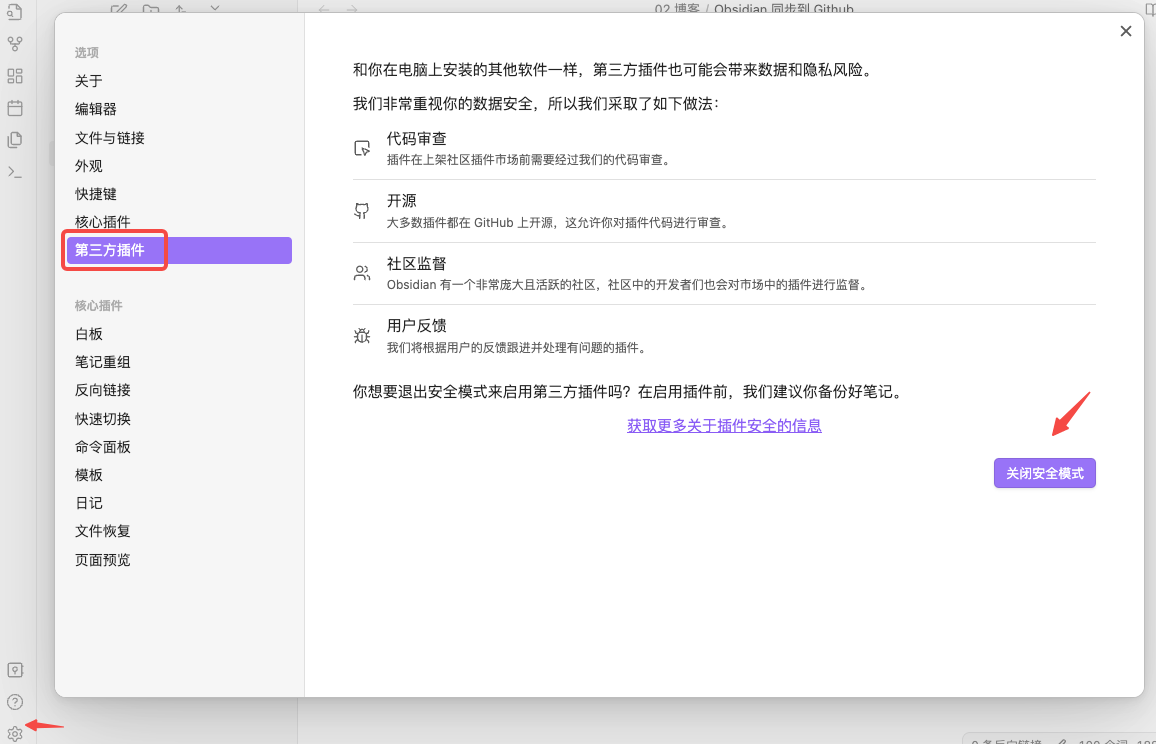 02 博客 / Obsidian 同步到 Github
选项
关于
编辑器
文件与链接
外观
快捷键
核心插件
第三方插件
核心插件
白板
笔记重组
反向链接
快速切换
命令面板
模板
日记
文件恢复
页面预览
和你在电脑上安装的其他软件一样，第三方插件也可能会带来数据和隐私风险。
我们非常重视你的数据安全，所以我们采取了如下做法：
代码审查
插件在上架社区插件市场前需要经过我们的代码审查。
开源
大多数插件都在 GitHub 上开源，这允许你对插件代码进行审查。
社区监督
Obsidian 有一个非常庞大且活跃的社区，社区中的开发者们也会对市场中的插件进行监督。
用户反馈
我们将根据用户的反馈跟进并处理有问题的插件。
你想要退出安全模式来启用第三方插件吗？在启用插件前，我们建议你备份好笔记。
获取更多关于插件安全的信息
关闭安全模式